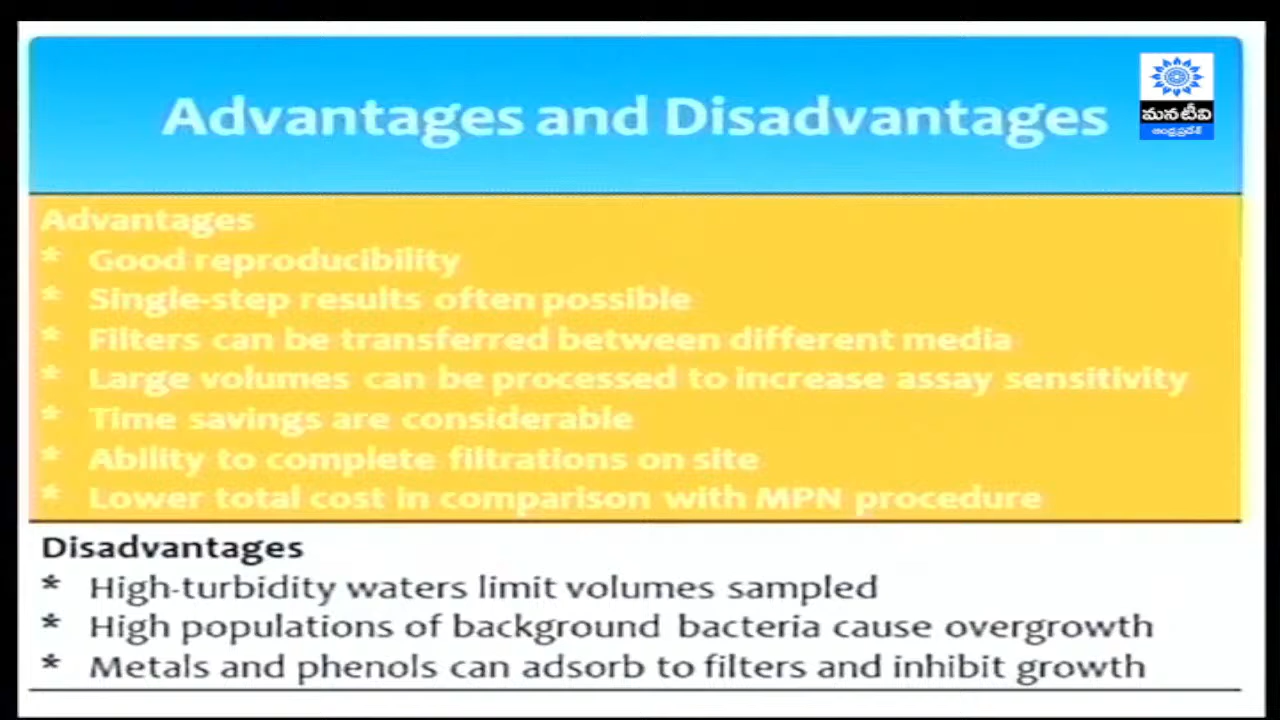 Advantages and Disadvantages
మనటీవి
ఆంధ్రప్రదేశ్
Advantages
* Good reproducibility
* Single-step results often possible
* Filters can be transferred between different media
* Large volumes can be processed to increase assay sensitivity
* Time savings are considerable
* Ability to complete filtrations on site
* Lower total cost in comparison with MPN procedure
Disadvantages
* High-turbidity waters limit volumes sampled
* High populations of background bacteria cause overgrowth
* Metals and phenols can adsorb to filters and inhibit growth